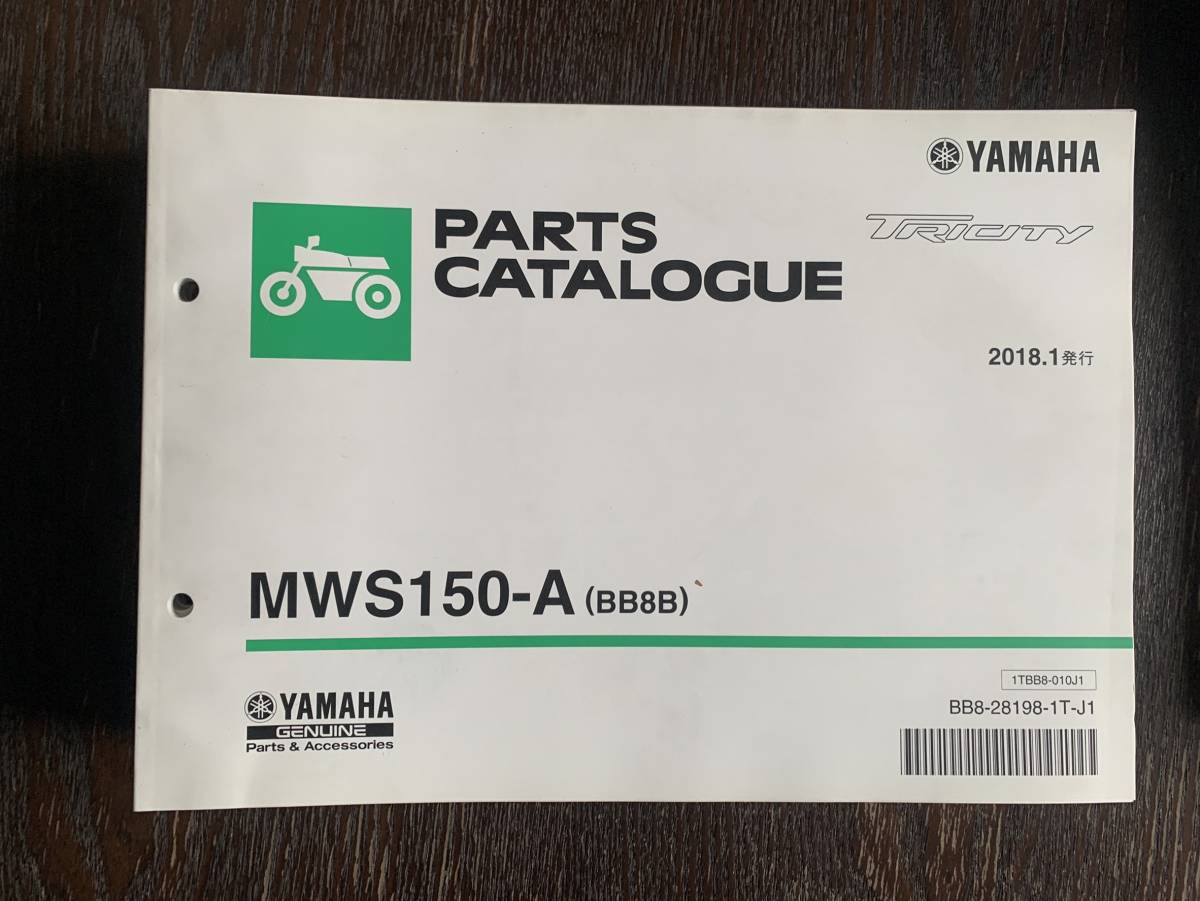 YAMAHA
TRICITY
PARTS
CATALOGUE
2018.1発行
MWS150-A (BB8B)
1TBB8-010J1
BB8-28198-1T-J1
YAMAHA
GENUINE
Parts & Accessories